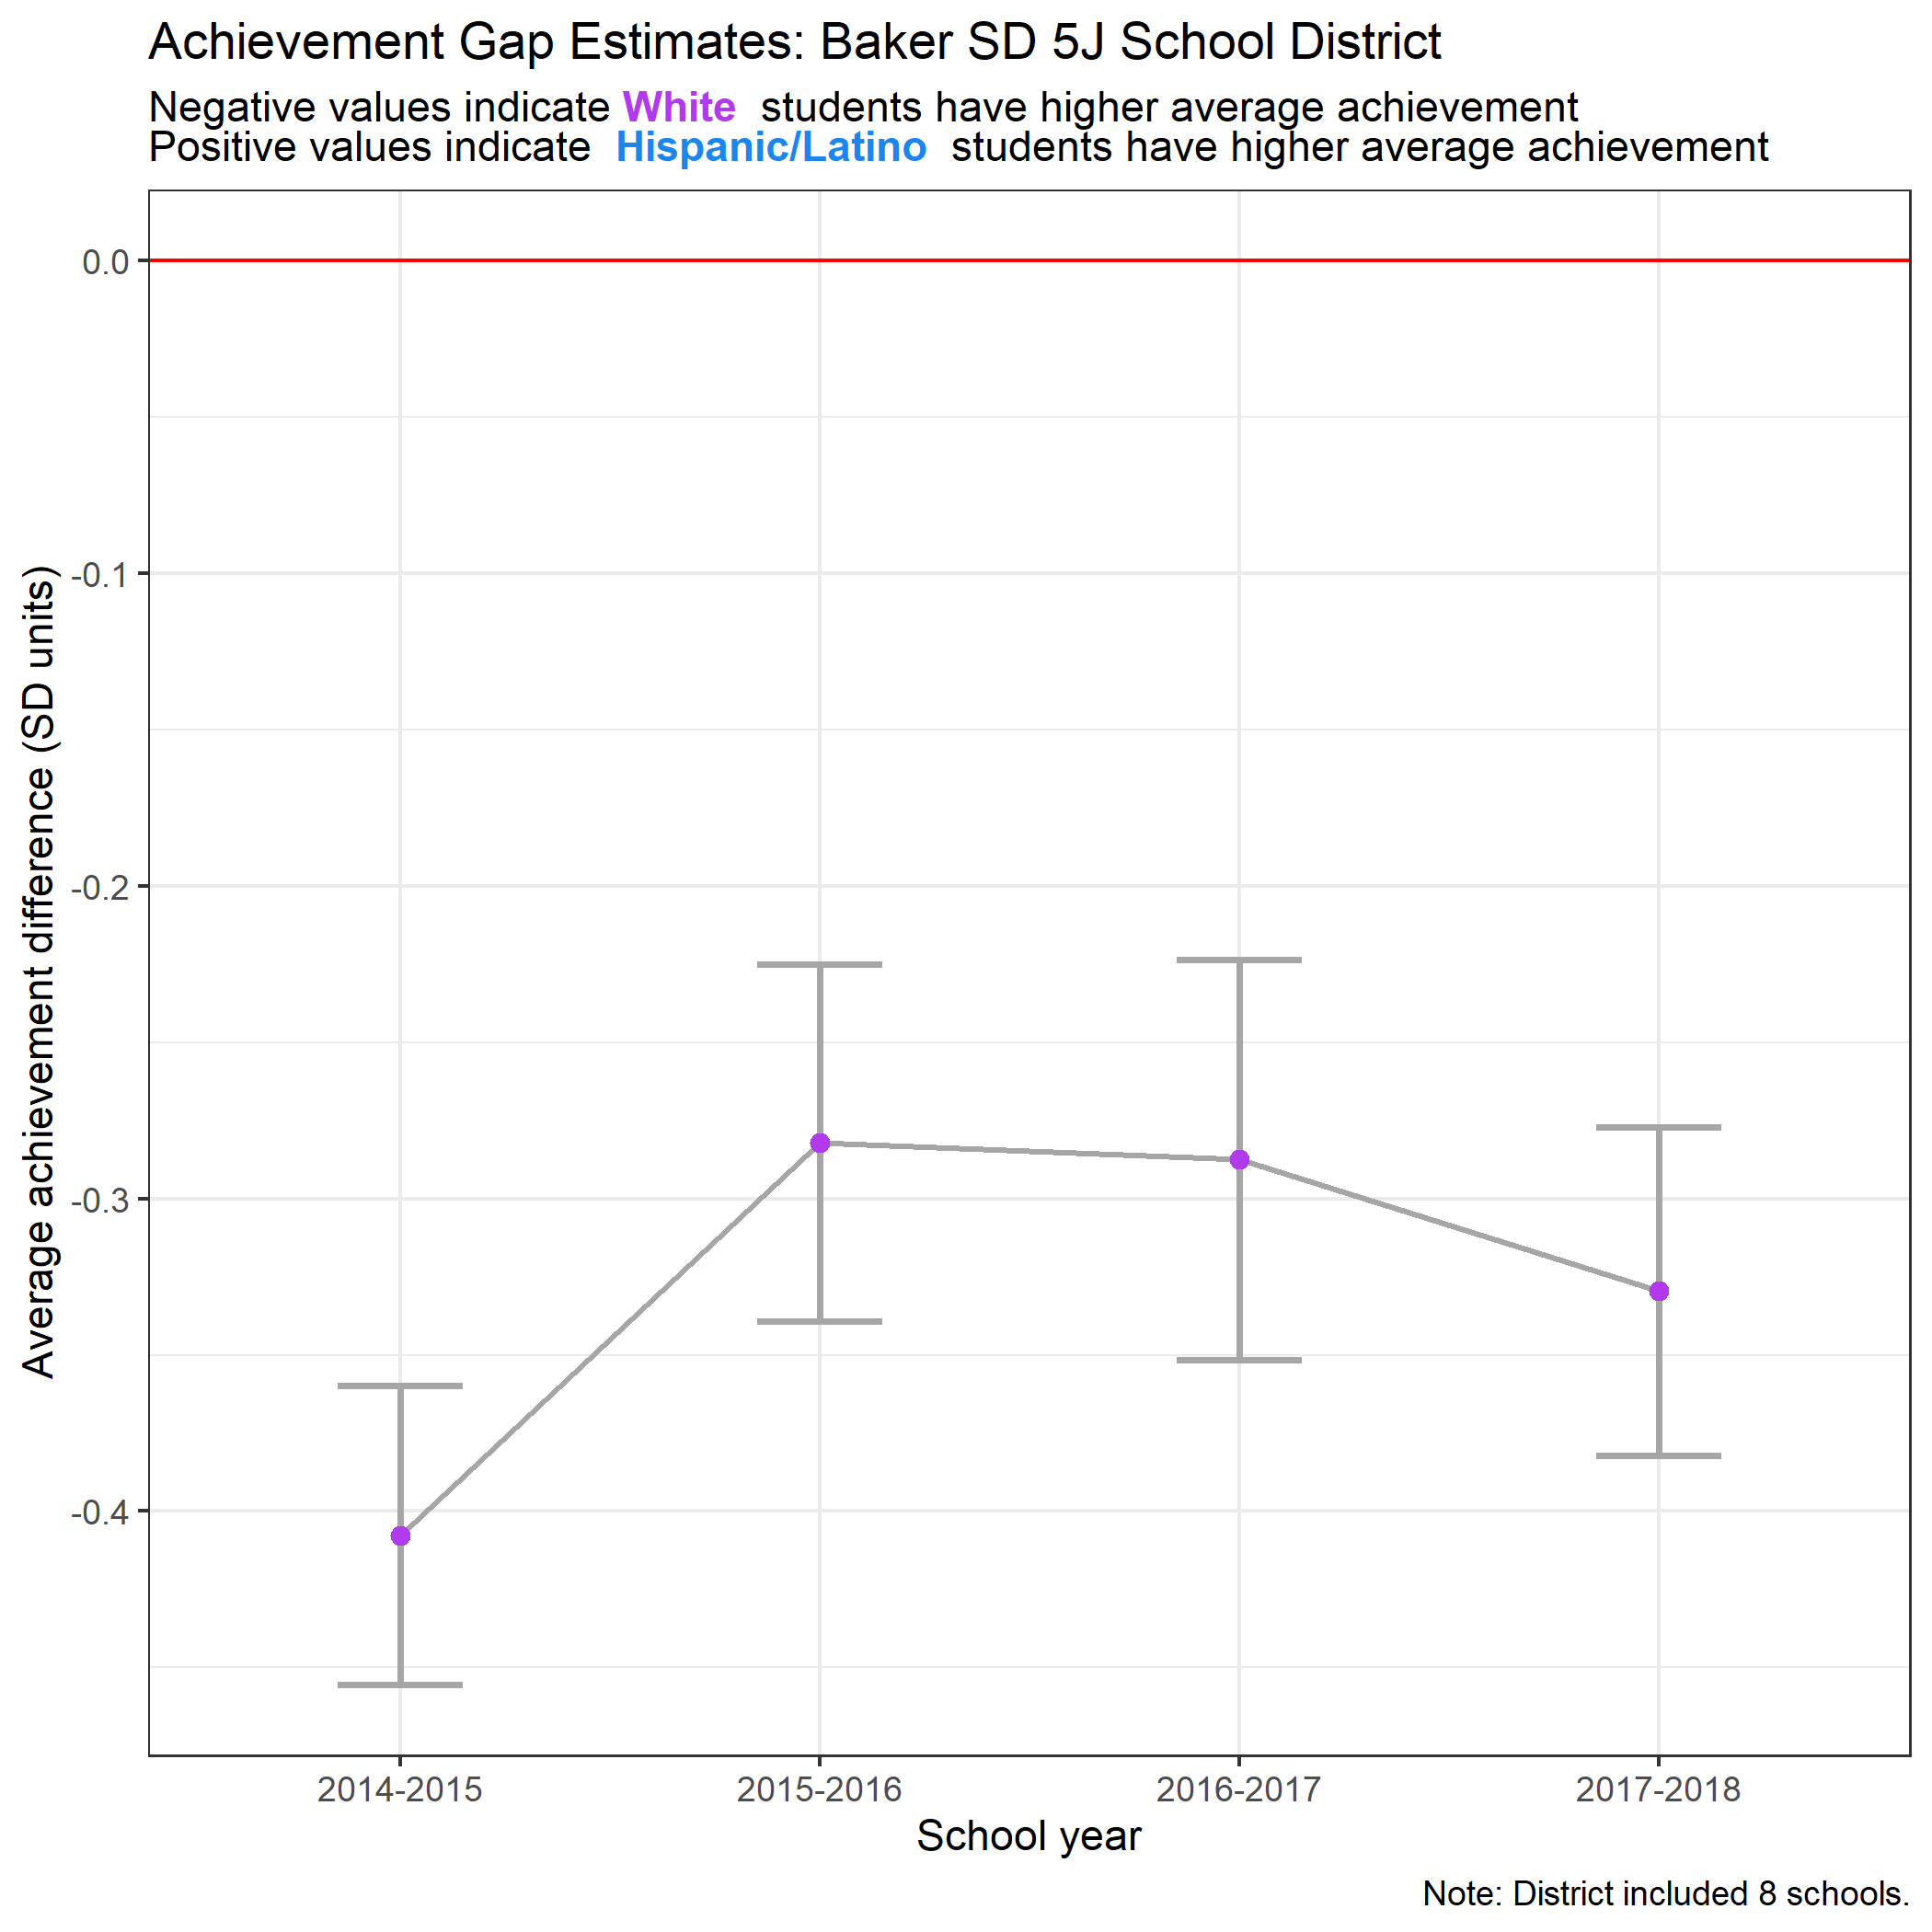 Achievement Gap Estimates: Baker SD 5J School District
Negative values indicate White students have higher average achievement
Positive values indicate Hispanic/Latino students have higher average achievement
Average achievement difference (SD units)
0.0
-0.1
-0.2
-0.3
-0.4
2014-2015
2015-2016
2016-2017
2017-2018
School year
Note: District included 8 schools.